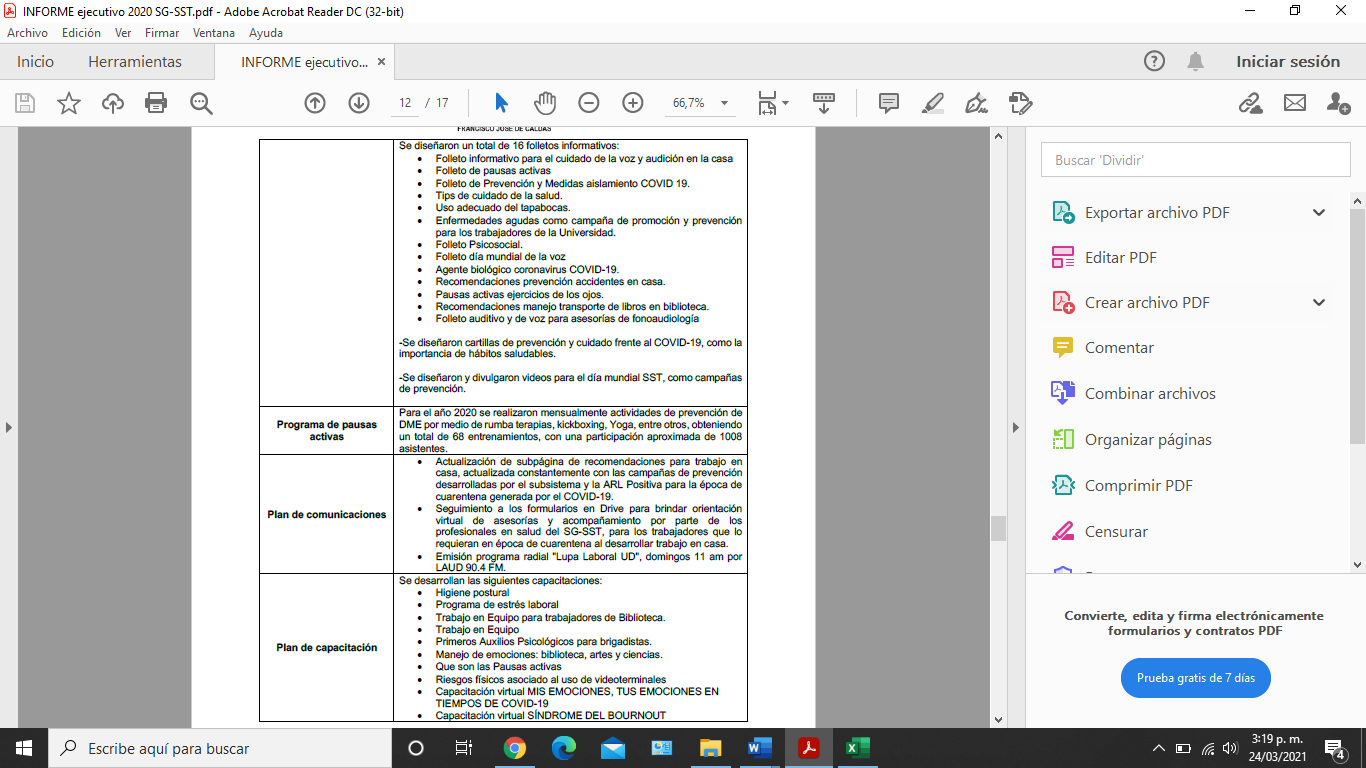 INFORME ejecutivo 2020 SG-SST.pdf - Adobe Acrobat Reader DC (32-bit)
Archivo Edición Ver Firmar Ventana Ayuda
Inicio Herramientas INFORME ejecutivo... Iniciar sesión
12 / 17 66,7%
FRANCISCO JOSÉ DE CALDAS
Se diseñaron un total de 16 folletos informativos:
• Folleto informativo para el cuidado de la voz y audición en la casa
• Folleto de pausas activas
• Folleto de Prevención y Medidas aislamiento COVID 19.
• Tips de cuidado de la salud.
• Uso adecuado del tapabocas.
• Enfermedades agudas como campaña de promoción y prevención
para los trabajadores de la Universidad.
• Folleto Psicosocial.
• Folleto día mundial de la voz
• Agente biológico coronavirus COVID-19.
• Recomendaciones prevención accidentes en casa.
• Pausas activas ejercicios de los ojos.
• Recomendaciones manejo transporte de libros en biblioteca.
• Folleto auditivo y de voz para asesorías de fonoaudiología
-Se diseñaron cartillas de prevención y cuidado frente al COVID-19, como la
importancia de hábitos saludables.
-Se diseñaron y divulgaron videos para el día mundial SST, como campañas
de prevención.
Programa de pausas
activas
Para el año 2020 se realizaron mensualmente actividades de prevención de
DME por medio de rumba terapias, kickboxing, Yoga, entre otros, obteniendo
un total de 68 entrenamientos, con una participación aproximada de 1008
asistentes.
Plan de comunicaciones
• Actualización de subpágina de recomendaciones para trabajo en
casa, actualizada constantemente con las campañas de prevención
desarrolladas por el subsistema y la ARL Positiva para la época de
cuarentena generada por el COVID-19.
• Seguimiento a los formularios en Drive para brindar orientación
virtual de asesorías y acompañamiento por parte de los
profesionales en salud del SG-SST, para los trabajadores que lo
requieran en época de cuarentena al desarrollar trabajo en casa.
• Emisión programa radial "Lupa Laboral UD", domingos 11 am por
LAUD 90.4 FM.
Plan de capacitación
Se desarrollan las siguientes capacitaciones:
• Higiene postural
• Programa de estrés laboral
• Trabajo en Equipo para trabajadores de Biblioteca.
• Trabajo en Equipo
• Primeros Auxilios Psicológicos para brigadistas.
• Manejo de emociones: biblioteca, artes y ciencias.
• Que son las Pausas activas
• Riesgos físicos asociado al uso de videoterminales
• Capacitación virtual MIS EMOCIONES, TUS EMOCIONES EN
TIEMPOS DE COVID-19
• Capacitación virtual SÍNDROME DEL BOURNOUT
Buscar 'Dividir'
Exportar archivo PDF
Editar PDF
Crear archivo PDF
Comentar
Combinar archivos
Organizar páginas
Comprimir PDF
Censurar
Convierte, edita y firma electrónicamente
formularios y contratos PDF
Prueba gratis de 7 días
Escribe aquí para buscar
3:19 p. m.
24/03/2021
4